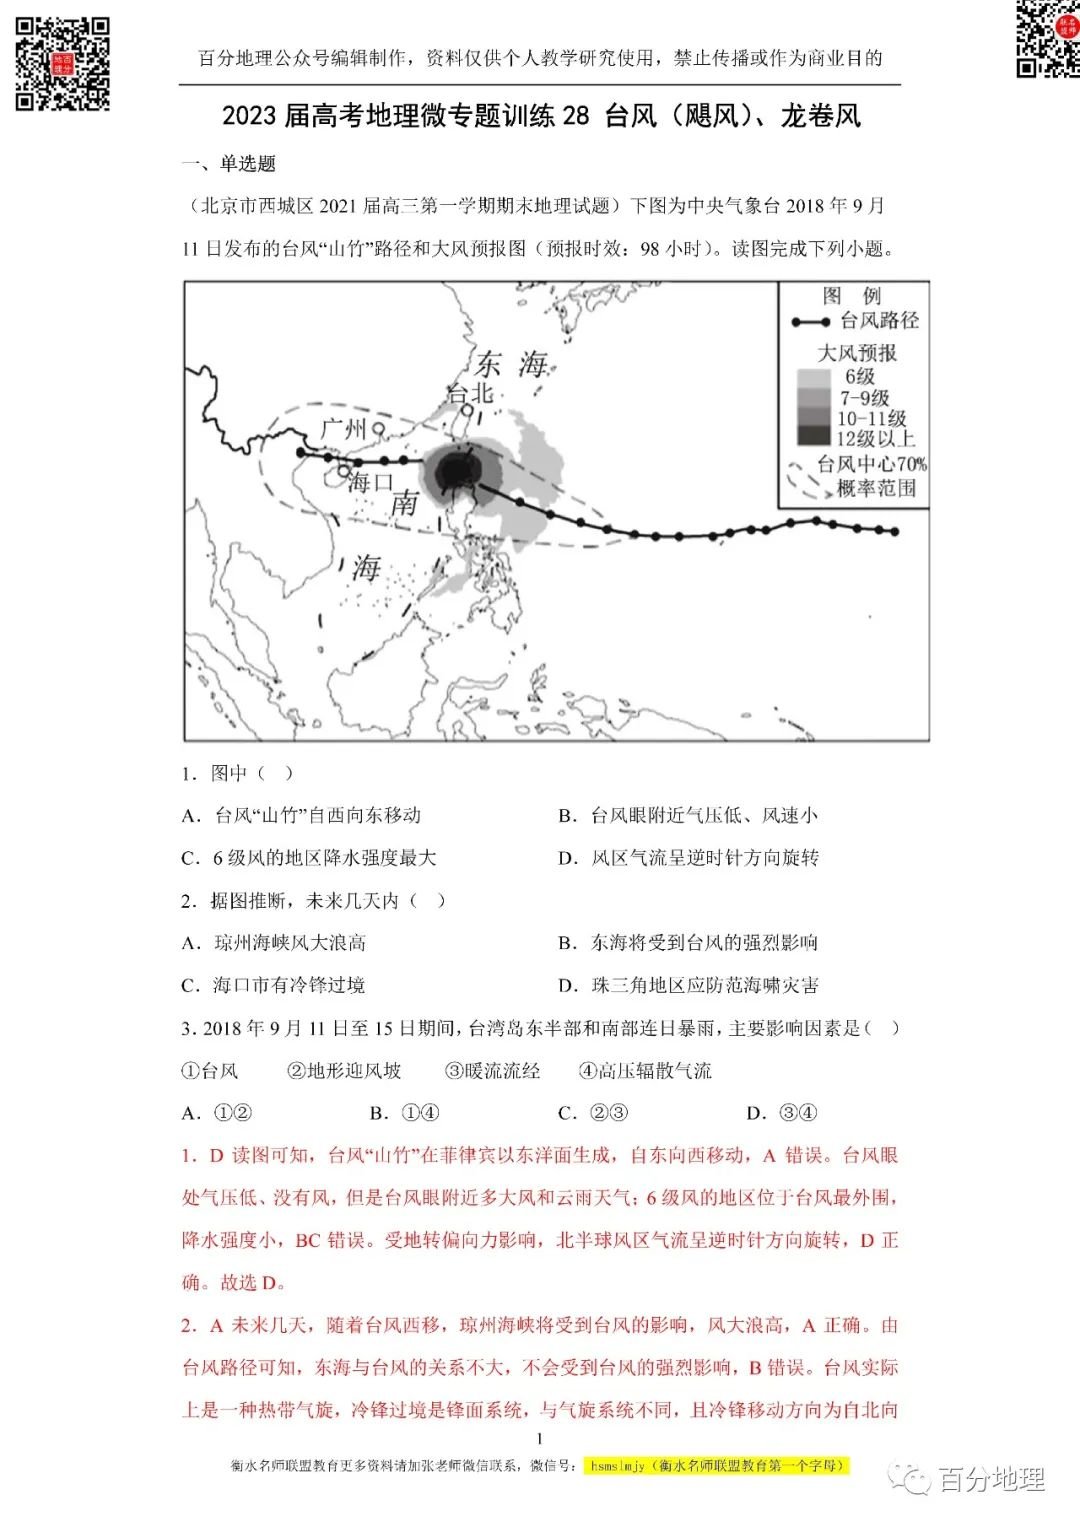 百分地理公众号编辑制作，资料仅供个人教学研究使用，禁止传播或作为商业目的
2023 届高考地理微专题训练 28 台风（飓风）、龙卷风
一、单选题
（北京市西城区 2021 届高三第一学期期末地理试题）下图为中央气象台 2018 年 9 月
11 日发布的台风“山竹”路径和大风预报图（预报时效：98 小时）。读图完成下列小题。
图 例
台风路径
大风预报
6级
7-9级
10-11级
12级以上
台风中心70%
概率范围
东 海
台北
广州
海口
南
海
1．图中（ ）
A．台风“山竹”自西向东移动 B．台风眼附近气压低、风速小
C．6 级风的地区降水强度最大 D．风区气流呈逆时针方向旋转
2．据图推断，未来几天内（ ）
A．琼州海峡风大浪高 B．东海将受到台风的强烈影响
C．海口市有冷锋过境 D．珠三角地区应防范海啸灾害
3．2018 年 9 月 11 日至 15 日期间，台湾岛东半部和南部连日暴雨，主要影响因素是（ ）
①台风 ②地形迎风坡 ③暖流流经 ④高压辐散气流
A．①② B．①④ C．②③ D．③④
1．D 读图可知，台风“山竹”在菲律宾以东洋面生成，自东向西移动，A 错误。台风眼
处气压低、没有风，但是台风眼附近多大风和云雨天气；6 级风的地区位于台风最外围，
降水强度小，BC 错误。受地转偏向力影响，北半球风区气流呈逆时针方向旋转，D 正
确。故选 D。
2．A 未来几天，随着台风西移，琼州海峡将受到台风的影响，风大浪高，A 正确。由
台风路径可知，东海与台风的关系不大，不会受到台风的强烈影响，B 错误。台风实际
上是一种热带气旋，冷锋过境是锋面系统，与气旋系统不同，且冷锋移动方向为自北向
1
衡水名师联盟教育更多资料请加张老师微信联系，微信号： hsmslmjy（衡水名师联盟教育第一个字母）
百分地理